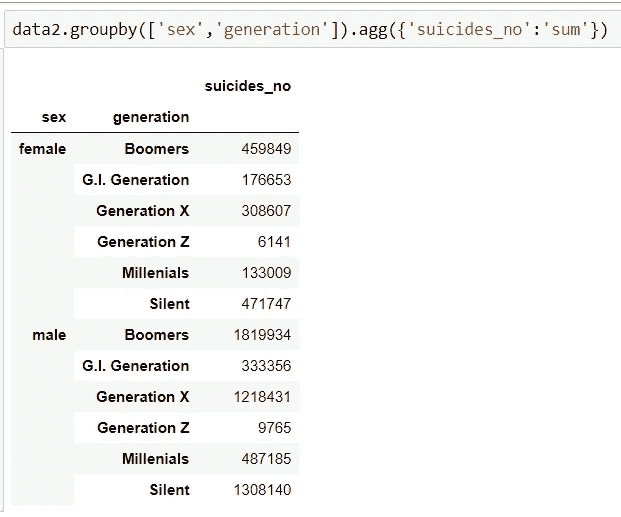 data2.groupby(['sex','generation']).agg({'suicides_no':'sum'})
suicides_no
sex generation
female Boomers 459849
G.I. Generation 176653
Generation X 308607
Generation Z 6141
Millenials 133009
Silent 471747
male Boomers 1819934
G.I. Generation 333356
Generation X 1218431
Generation Z 9765
Millenials 487185
Silent 1308140